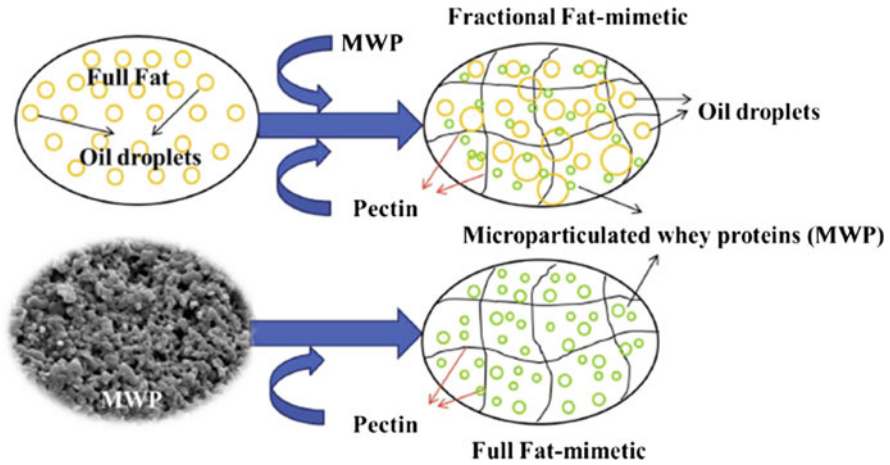 Fractional Fat-mimetic
MWP
Full Fat
Oil droplets
Oil droplets
Pectin
Microparticulated whey proteins (MWP)
MWP
Pectin
Full Fat-mimetic